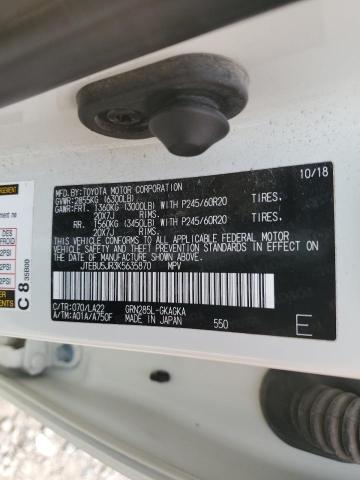 10/18
MFD.BY:TOYOTA MOTOR CORPORATION
GVWR:2855KG (6300LB)
GAWR:FRT. 1360KG (3000LB) WITH P245/60R20 TIRES,
20X7J RIMS,
RR. 1560KG (3450LB) WITH P245/60R20 TIRES,
20X7J RIMS,
THIS VEHICLE CONFORMS TO ALL APPLICABLE FEDERAL MOTOR
VEHICLE SAFETY AND THEFT PREVENTION STANDARDS IN EFFECT
ON THE DATE OF MANUFACTURE SHOWN ABOVE.
JTEBU5JR3K5635870 MPV
C/TR:070/LA22 GRN285L-GKAGKA
A/TM:A01A/A750F MADE IN JAPAN 550
E
C 8 35B00